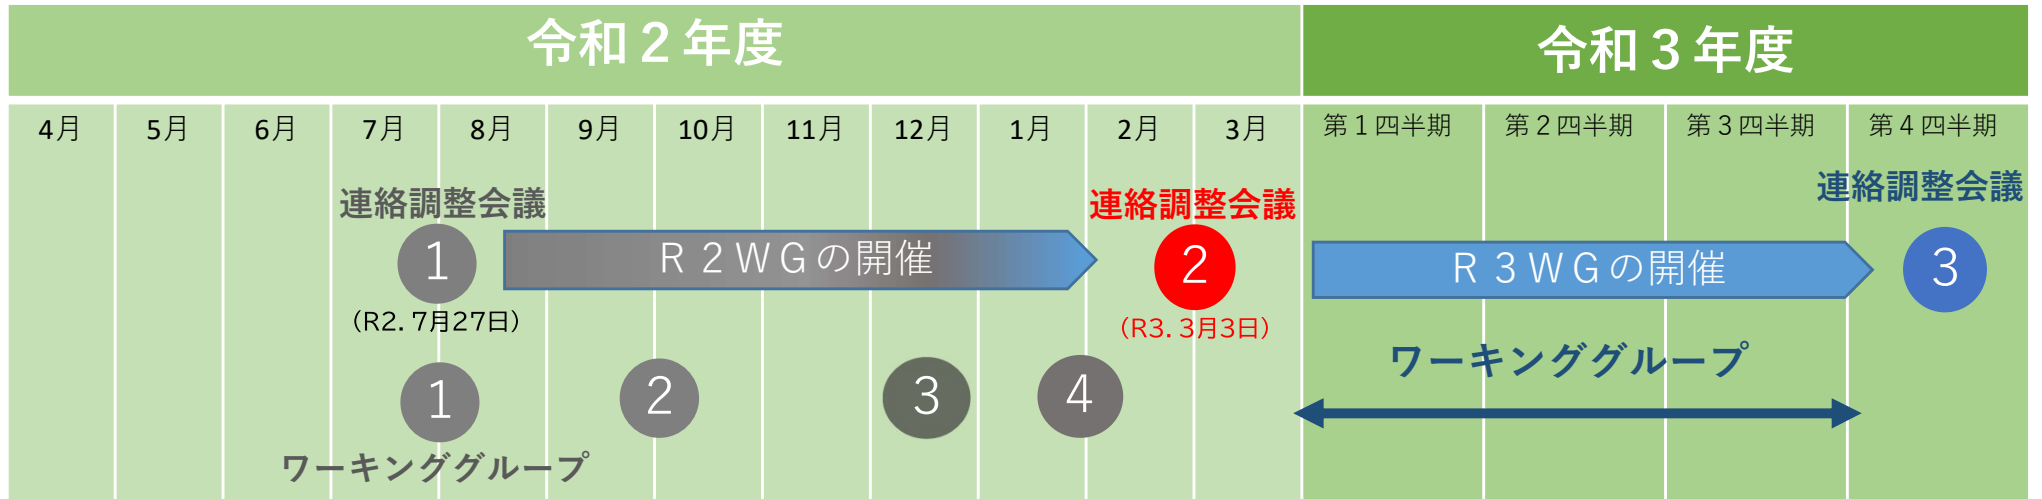 令和２年度
令和３年度
4月 5月 6月 7月 8月 9月 10月 11月 12月 1月 2月 3月 第１四半期 第２四半期 第３四半期 第４四半期
連絡調整会議
連絡調整会議
連絡調整会議
1
Ｒ２ＷＧの開催
2
Ｒ３ＷＧの開催
3
（R2．7月27日）
（R3．3月3日）
ワーキンググループ
1
2
3
4
ワーキンググループ